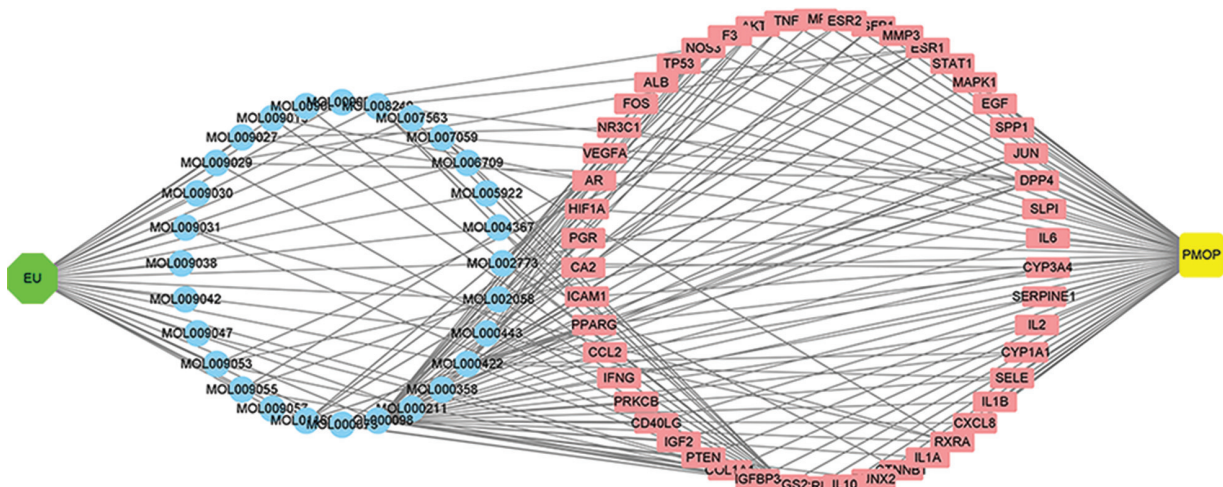 EU
MOL008240
MOL007563
MOL007059
MOL006709
MOL005922
MOL004367
MOL002773
MOL002058
MOL000443
MOL000422
MOL000358
MOL000211
MOL009027
MOL009029
MOL009030
MOL009031
MOL009038
MOL009042
MOL009047
MOL009053
MOL009055
MOL009057
TNF
ESR2
MMP3
ESR1
STAT1
MAPK1
EGF
SPP1
JUN
DPP4
SLPI
IL6
CYP3A4
SERPINE1
IL2
CYP1A1
SELE
IL1B
CXCL8
RXRA
IL1A
CTNNB1
IL10
IGFBP3
COL1A1
PTEN
IGF2
CD40LG
PRKCB
IFNG
CCL2
PPARG
ICAM1
CA2
PGR
HIF1A
AR
VEGFA
NR3C1
FOS
ALB
TP53
NOS3
F3
PMOP